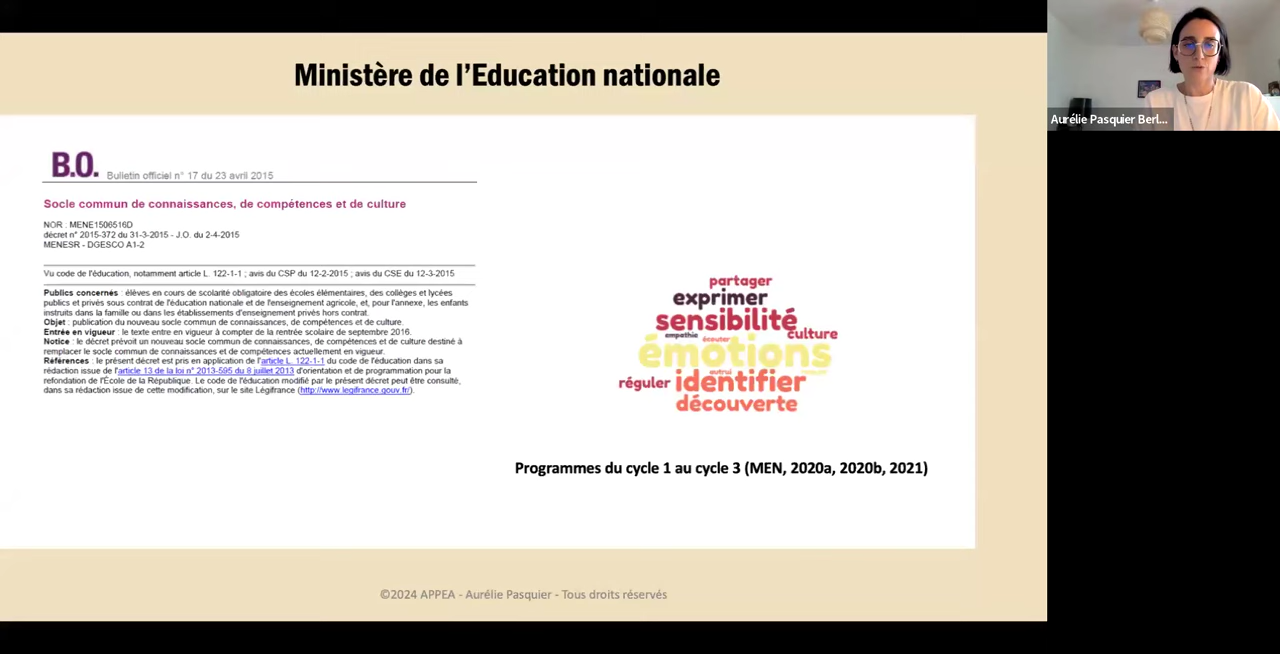 Ministère de l'Education nationale
Aurélie Pasquier Berl...
B.O. Bulletin officiel n° 17 du 23 avril 2015
Socle commun de connaissances, de compétences et de culture
NOR : MENE1506516D
décret n° 2015-372 du 31-3-2015 - J.O. du 2-4-2015
MENESR - DGESCO A1-2
Vu code de l'éducation, notamment article L. 122-1-1 ; avis du CSP du 12-2-2015 ; avis du CSE du 12-3-2015
Publics concernés : élèves en cours de scolarité obligatoire des écoles élémentaires, des collèges et lycées
publics et privés sous contrat de l'éducation nationale et de l'enseignement agricole, et, pour l'annexe, les enfants
instruits dans la famille ou dans les établissements d'enseignement privés hors contrat.
Objet : publication du nouveau socle commun de connaissances, de compétences et de culture.
Entrée en vigueur : le texte entre en vigueur à compter de la rentrée scolaire de septembre 2016.
Notice : le décret prévoit un nouveau socle commun de connaissances, de compétences et de culture destiné à
remplacer le socle commun de connaissances et de compétences actuellement en vigueur.
Références : le présent décret est pris en application de l'article L. 122-1-1 du code de l'éducation dans sa
rédaction issue de l'article 13 de la loi n° 2013-595 du 8 juillet 2013 d'orientation et de programmation pour la
refondation de l'École de la République. Le code de l'éducation modifié par le présent décret peut être consulté,
dans sa rédaction issue de cette modification, sur le site Légifrance (http://www.legifrance.gouv.fr/).
partager
exprimer
sensibilité
empathie écouter culture
émotions
autrui
réguler identifier
découverte
Programmes du cycle 1 au cycle 3 (MEN, 2020a, 2020b, 2021)
©2024 APPEA - Aurélie Pasquier - Tous droits réservés